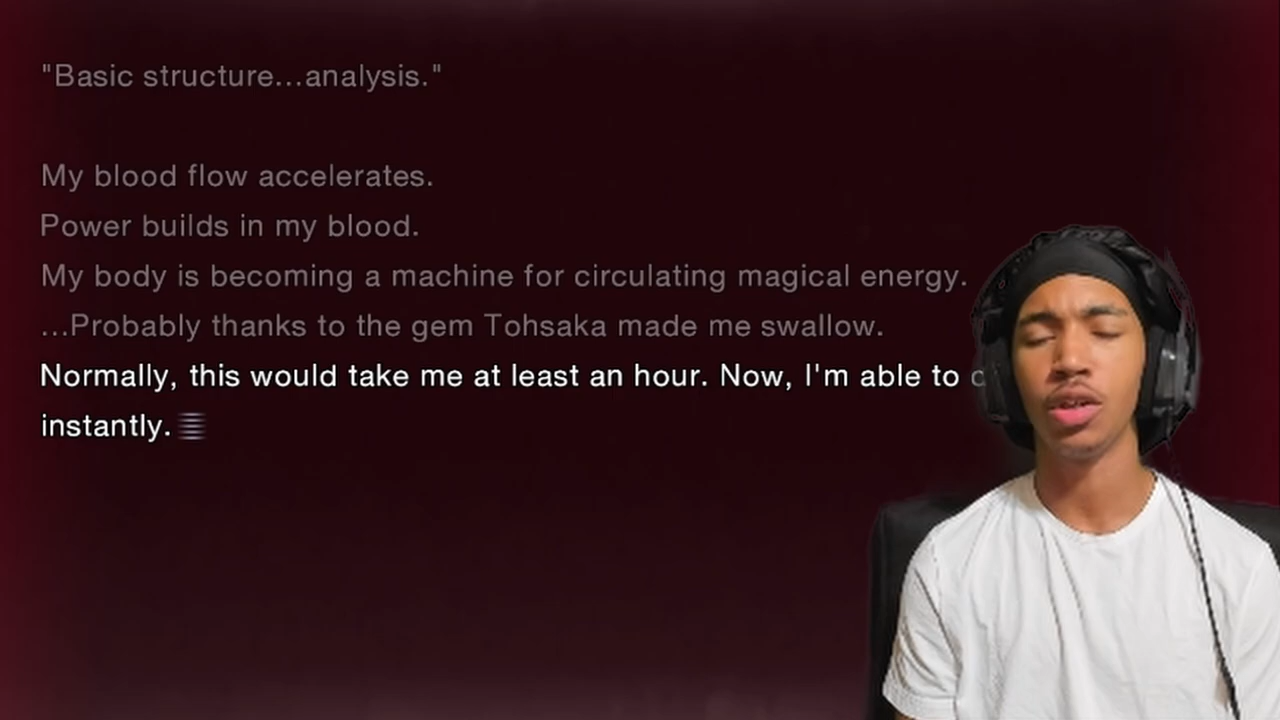 "Basic structure...analysis."
My blood flow accelerates.
Power builds in my blood.
My body is becoming a machine for circulating magical energy.
...Probably thanks to the gem Tohsaka made me swallow.
Normally, this would take me at least an hour. Now, I'm able to
instantly.